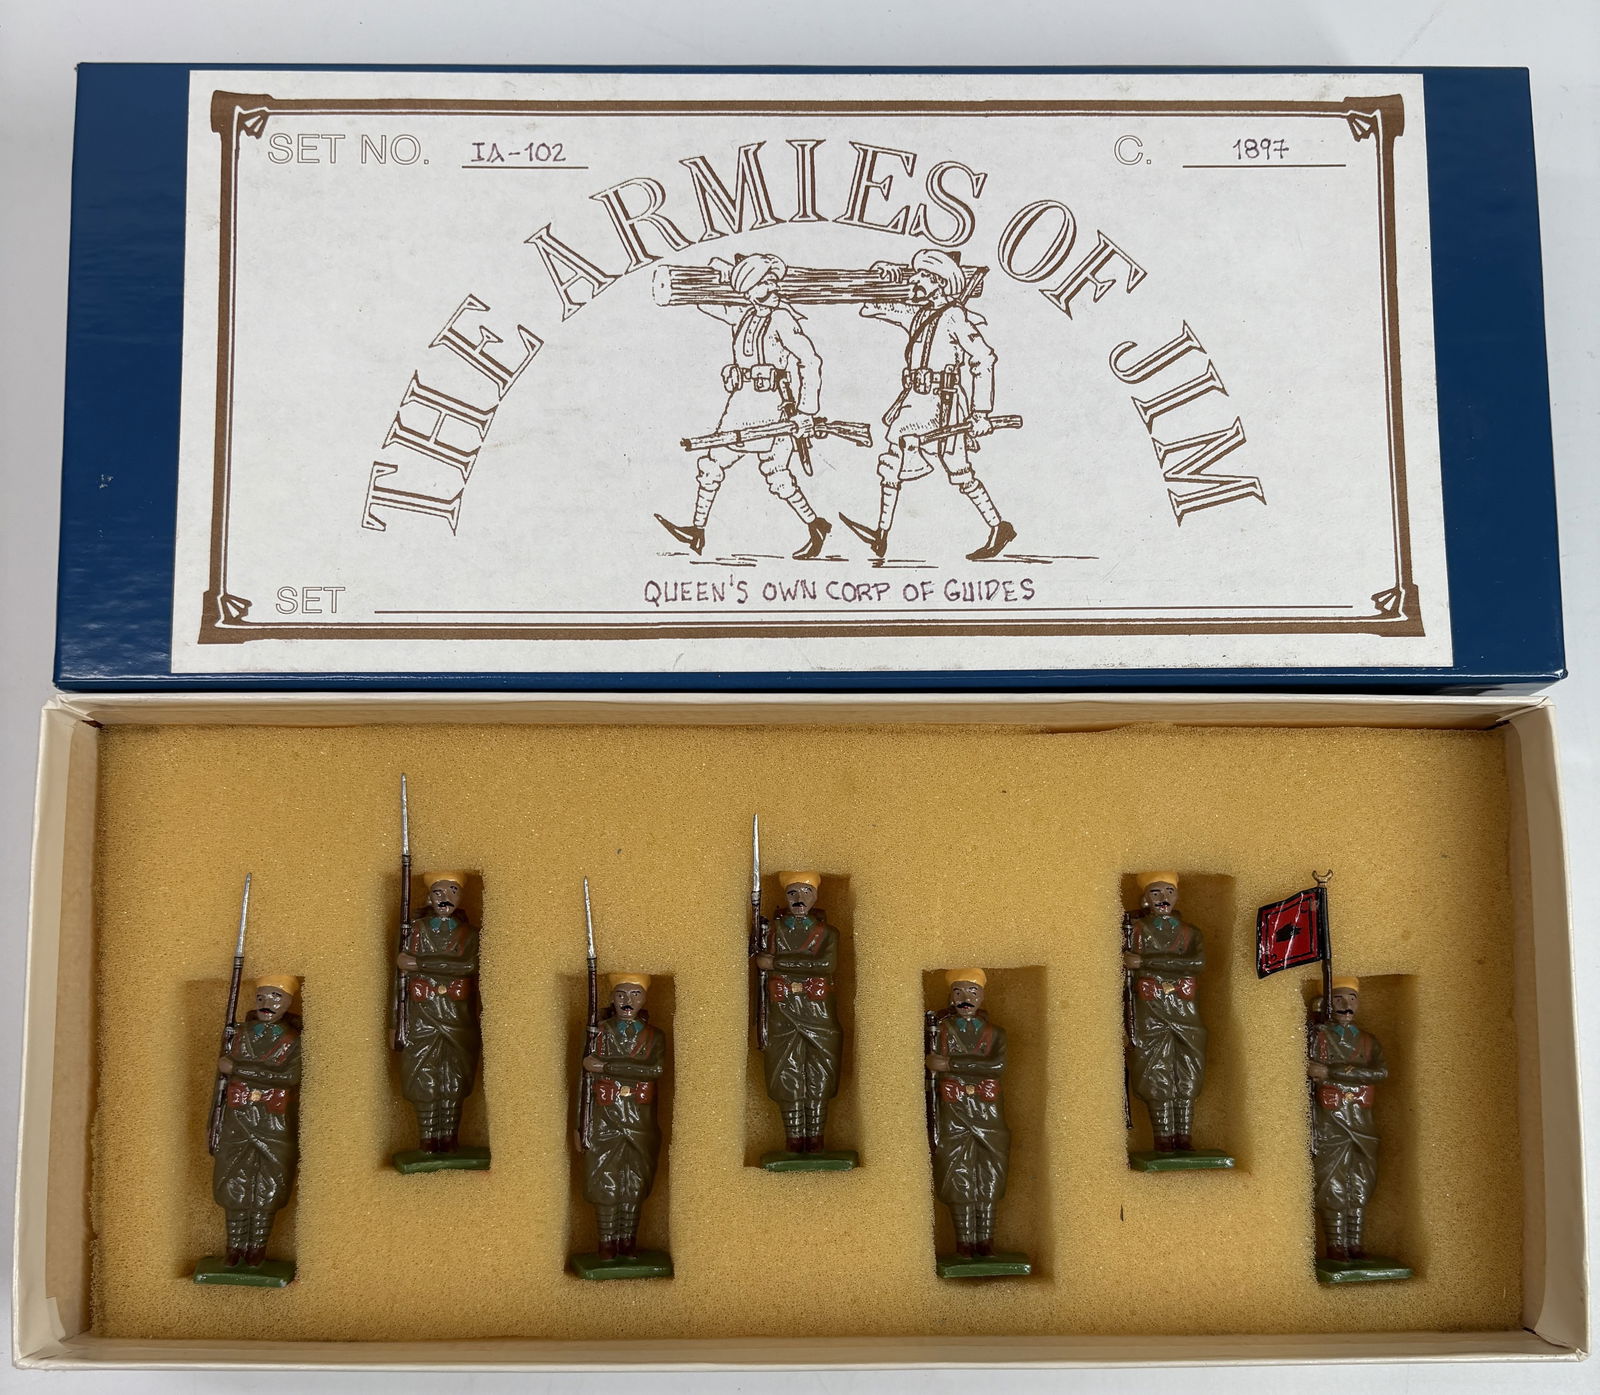 SET NO. IA-102 C. 1897
THE ARMIES OF JIM
SET QUEEN'S OWN CORP OF GUIDES